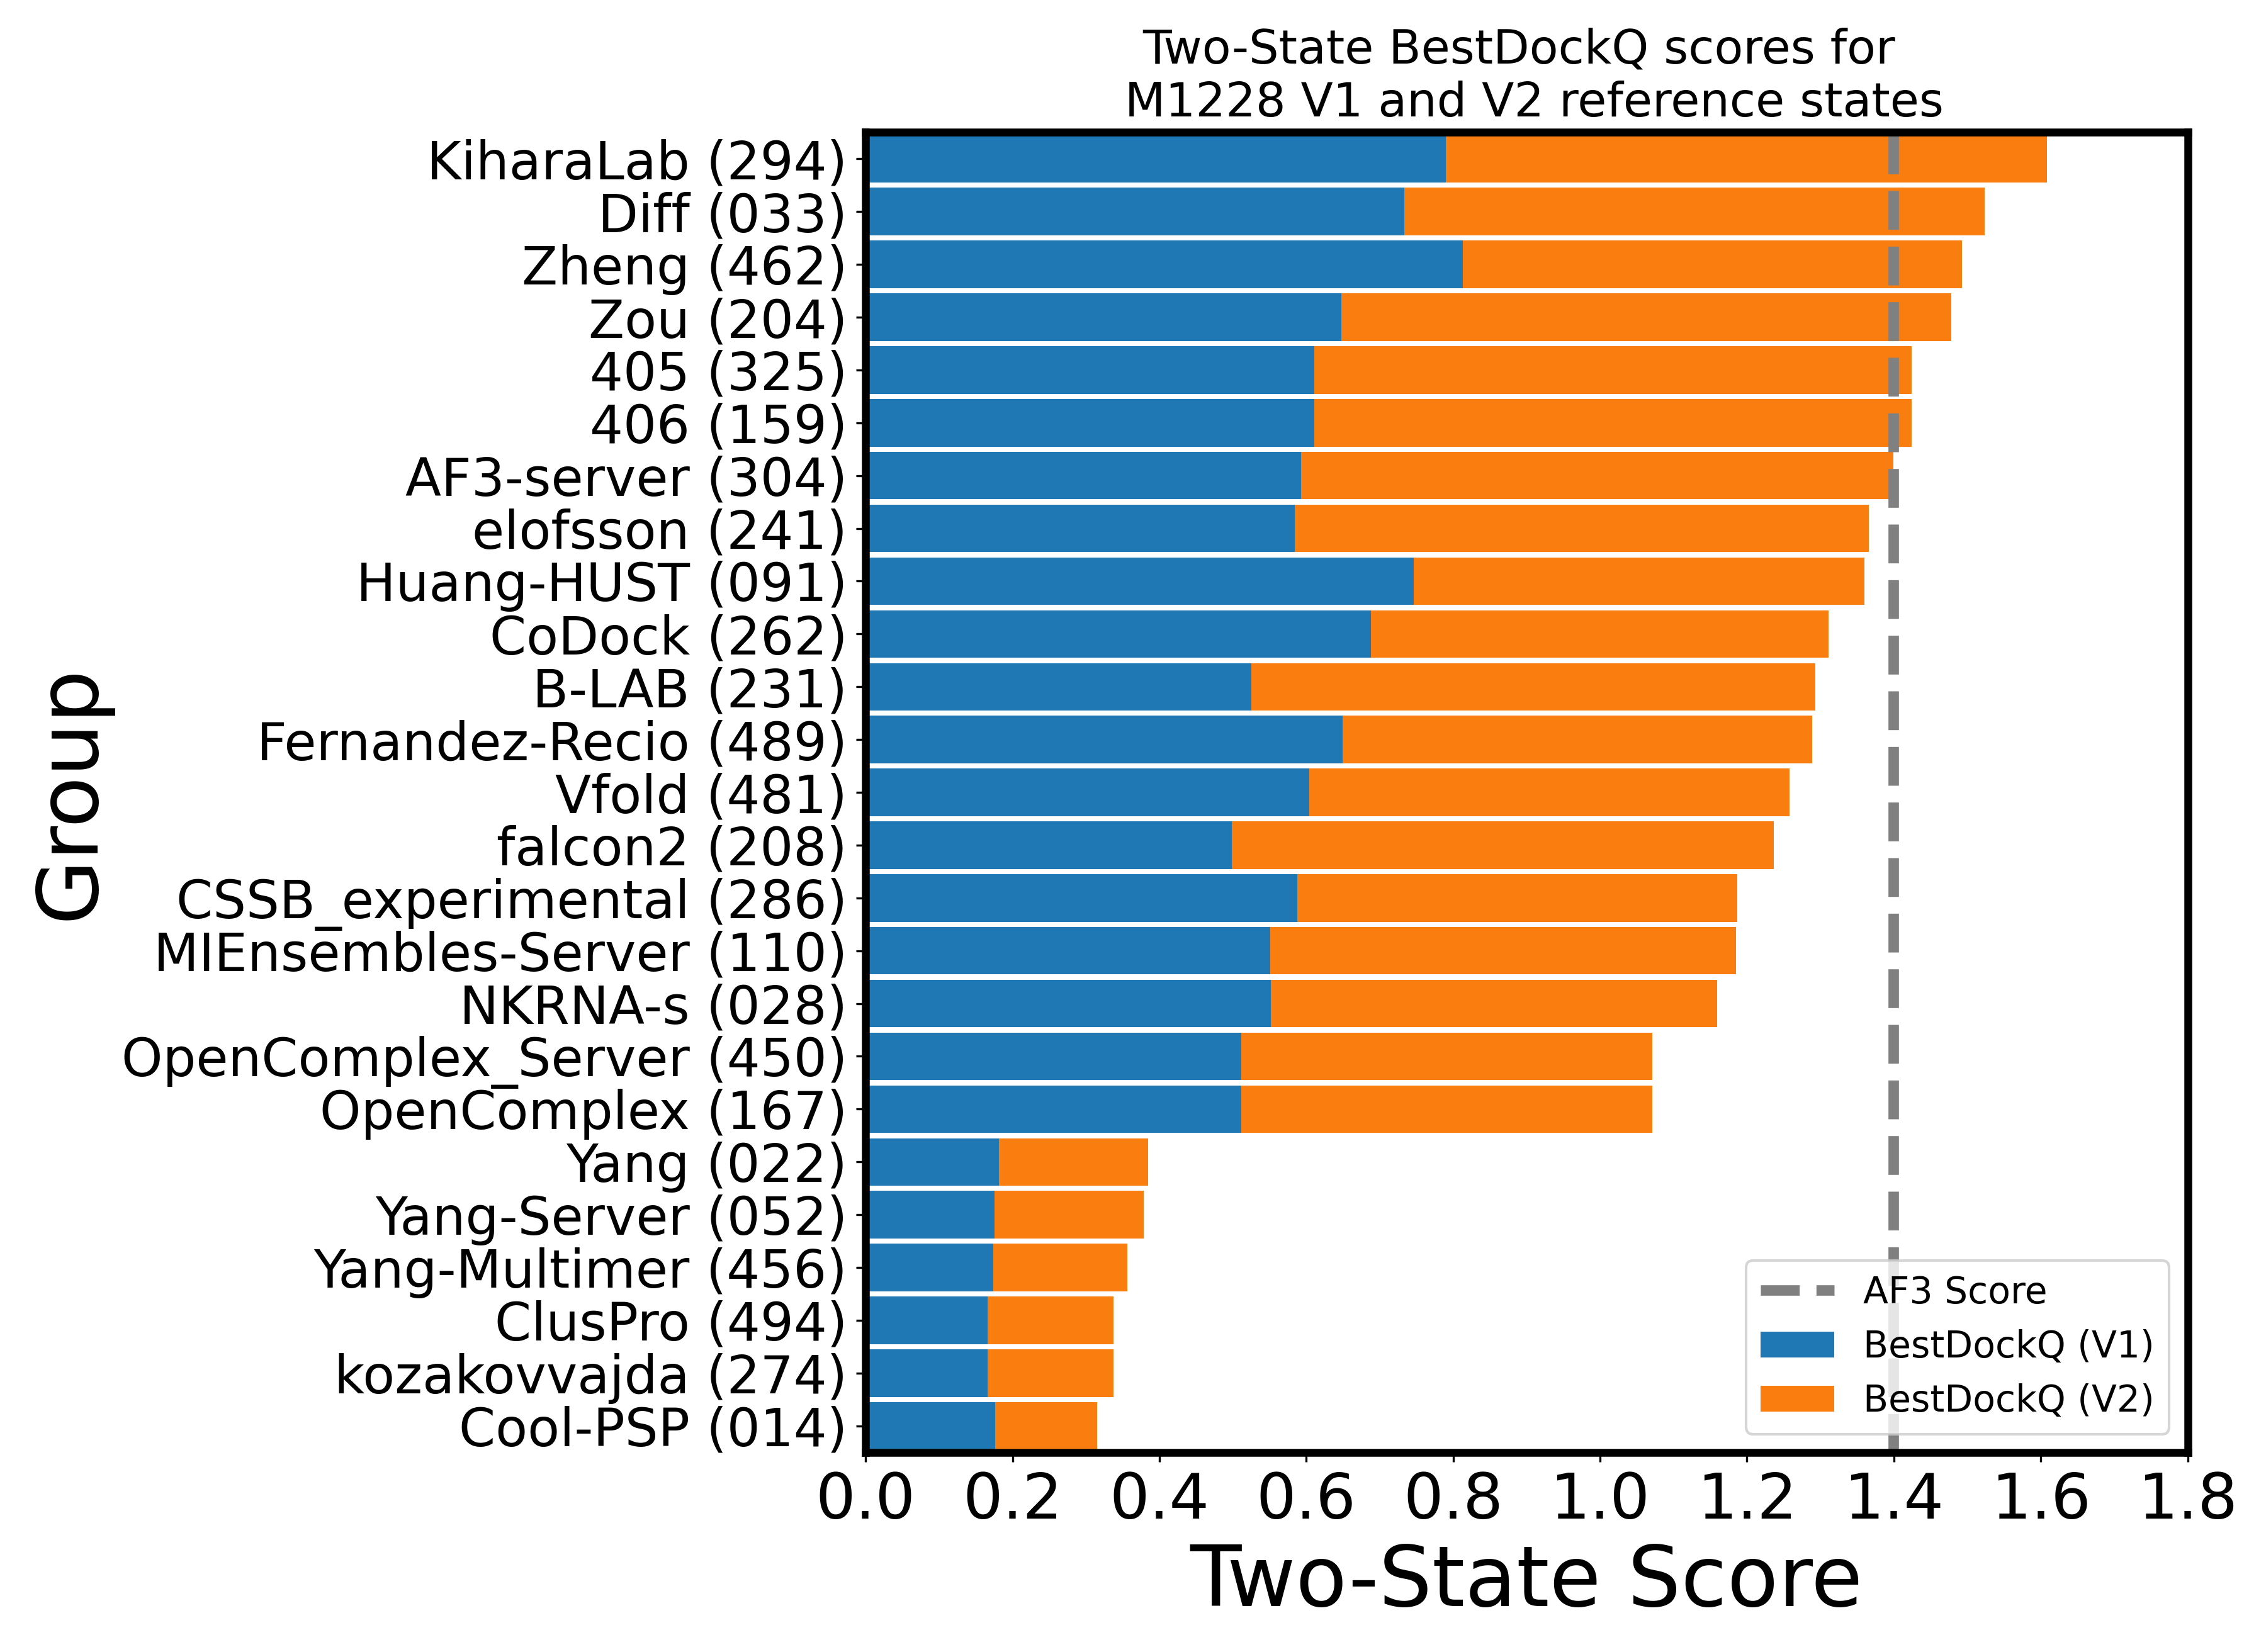 Two-State BestDockQ scores for
M1228 V1 and V2 reference states
Group
KiharaLab (294)
Diff (033)
Zheng (462)
Zou (204)
405 (325)
406 (159)
AF3-server (304)
elofsson (241)
Huang-HUST (091)
CoDock (262)
B-LAB (231)
Fernandez-Recio (489)
Vfold (481)
falcon2 (208)
CSSB_experimental (286)
MIEnsembles-Server (110)
NKRNA-s (028)
OpenComplex_Server (450)
OpenComplex (167)
Yang (022)
Yang-Server (052)
Yang-Multimer (456)
ClusPro (494)
kozakovvajda (274)
Cool-PSP (014)
AF3 Score
BestDockQ (V1)
BestDockQ (V2)
0.0 0.2 0.4 0.6 0.8 1.0 1.2 1.4 1.6 1.8
Two-State Score